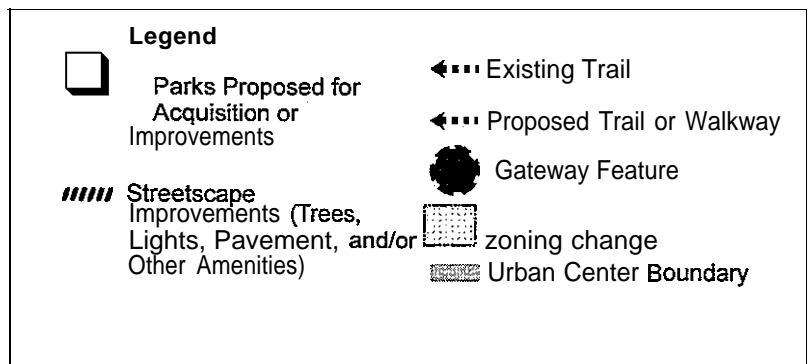 Legend
Parks Proposed for
Acquisition or
Improvements
Streetscape
Improvements (Trees,
Lights, Pavement, and/or
Other Amenities)
Existing Trail
Proposed Trail or Walkway
Gateway Feature
zoning change
Urban Center Boundary